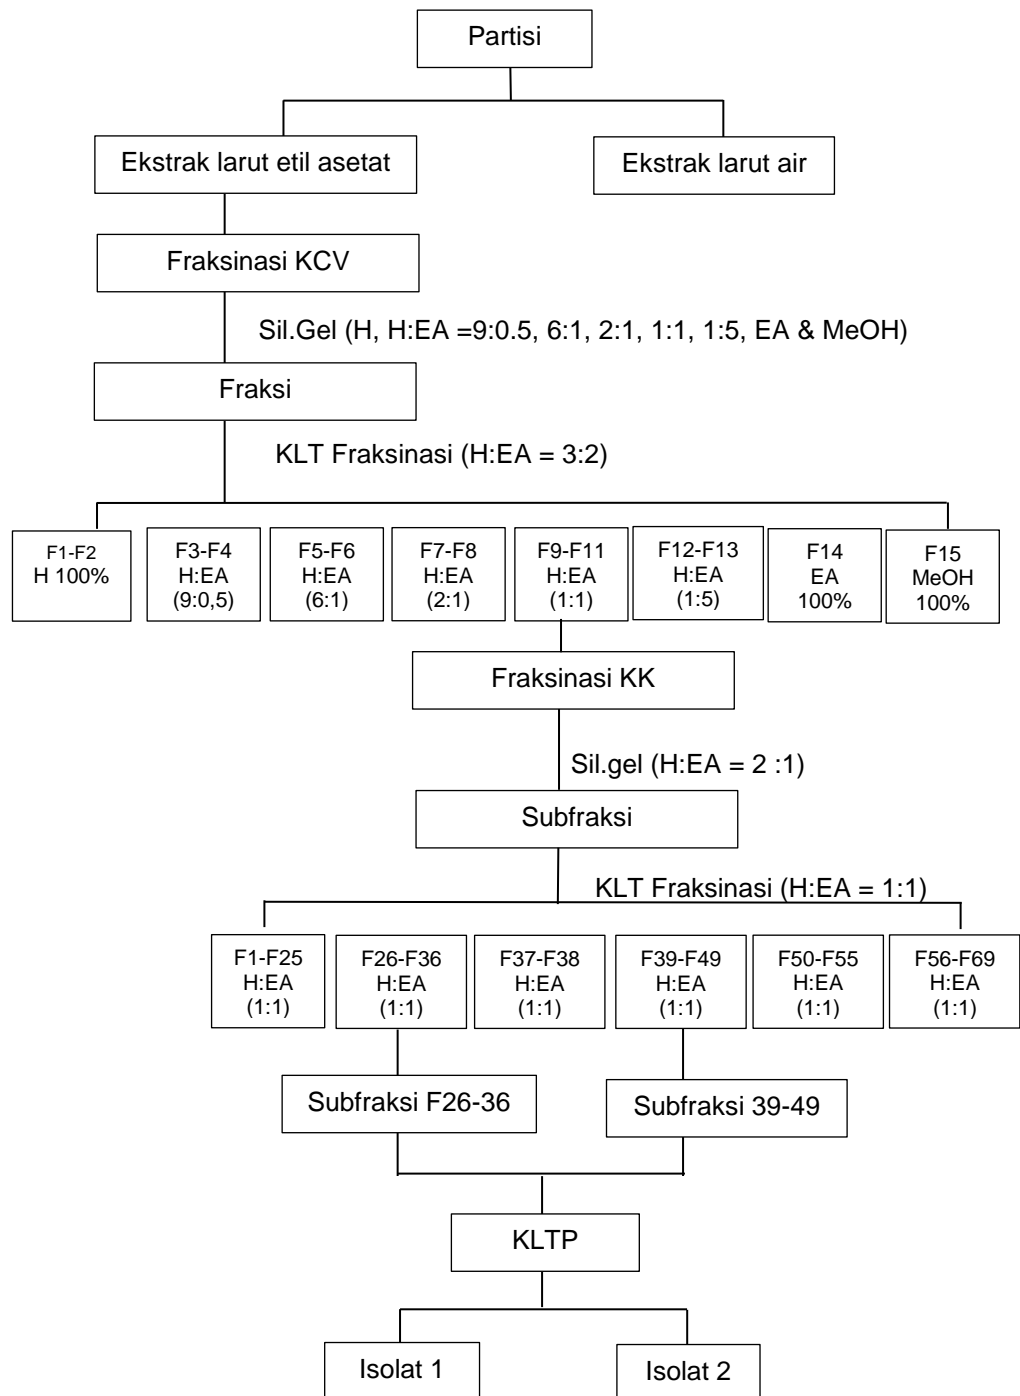 Partisi
Ekstrak larut etil asetat
Ekstrak larut air
Fraksinasi KCV
Sil.Gel (H, H:EA =9:0.5, 6:1, 2:1, 1:1, 1:5, EA & MeOH)
Fraksi
KLT Fraksinasi (H:EA = 3:2)
F1-F2
H 100%
F3-F4
H:EA
(9:0,5)
F5-F6
H:EA
(6:1)
F7-F8
H:EA
(2:1)
F9-F11
H:EA
(1:1)
F12-F13
H:EA
(1:5)
F14
EA
100%
F15
MeOH
100%
Fraksinasi KK
Sil.gel (H:EA = 2 :1)
Subfraksi
KLT Fraksinasi (H:EA = 1:1)
F1-F25
H:EA
(1:1)
F26-F36
H:EA
(1:1)
F37-F38
H:EA
(1:1)
F39-F49
H:EA
(1:1)
F50-F55
H:EA
(1:1)
F56-F69
H:EA
(1:1)
Subfraksi F26-36
Subfraksi 39-49
KLTP
Isolat 1
Isolat 2